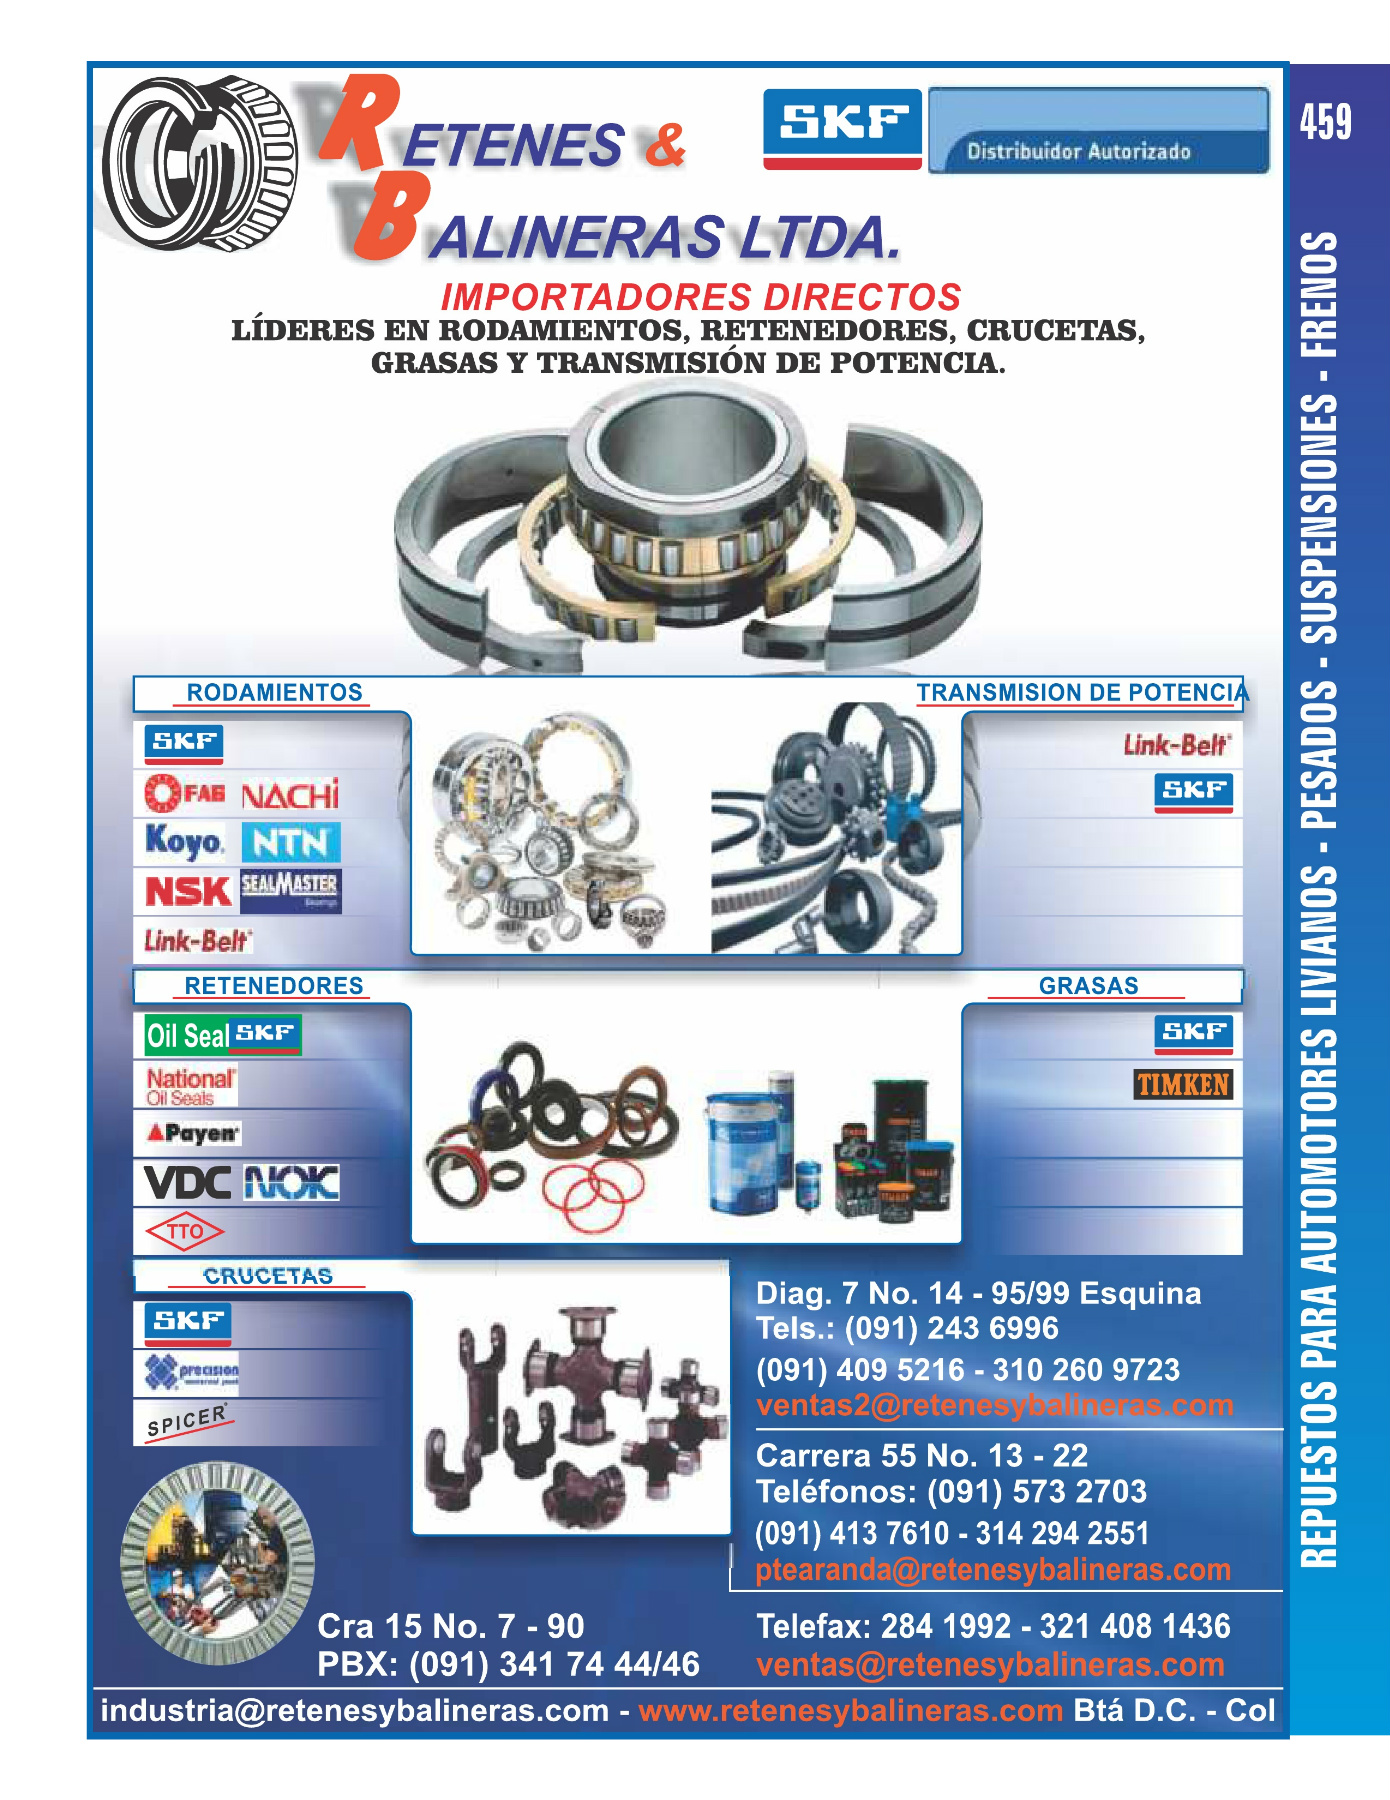 RETENES &
BALINERAS LTDA.
SKF
Distribuidor Autorizado
459
IMPORTADORES DIRECTOS
LÍDERES EN RODAMIENTOS, RETENEDORES, CRUCETAS,
GRASAS Y TRANSMISIÓN DE POTENCIA.
RODAMIENTOS
SKF
FAG NACHi
Koyo. NTN
NSK SEALMASTER
Bearings
Link-Belt
TRANSMISION DE POTENCIA
Link-Belt
SKF
RETENEDORES
Oil Seal SKF
National
Oil Seals
Payen
VDC NOK
TTO
GRASAS
SKF
TIMKEN
CRUCETAS
SKF
precision
universal joint
SPICER
Diag. 7 No. 14 - 95/99 Esquina
Tels.: (091) 243 6996
(091) 409 5216 - 310 260 9723
ventas2@retenesybalineras.com
Carrera 55 No. 13 - 22
Teléfonos: (091) 573 2703
(091) 413 7610 - 314 294 2551
ptearanda@retenesybalineras.com
Cra 15 No. 7 - 90
PBX: (091) 341 74 44/46
Telefax: 284 1992 - 321 408 1436
ventas@retenesybalineras.com
industria@retenesybalineras.com - www.retenesybalineras.com Btá D.C. - Col
REPUESTOS PARA AUTOMOTORES LIVIANOS - PESADOS - SUSPENSIONES - FRENOS